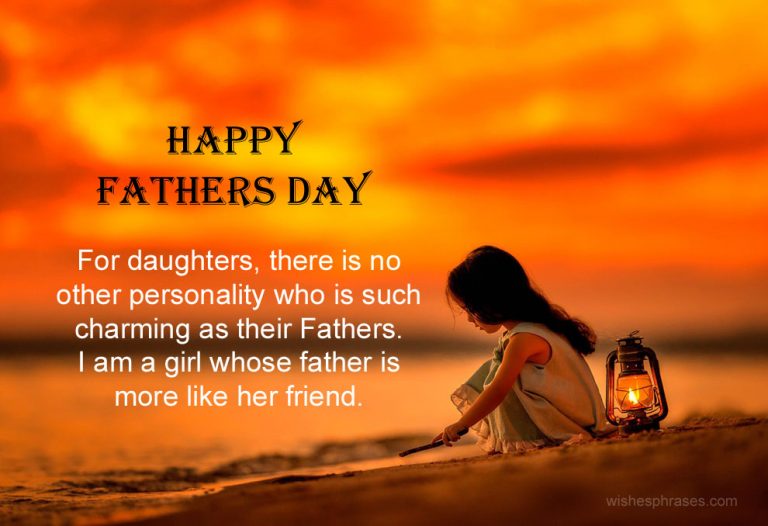 HAPPY
FATHERS DAY
For daughters, there is no
other personality who is such
charming as their Fathers.
I am a girl whose father is
more like her friend.
wishesphrases.com